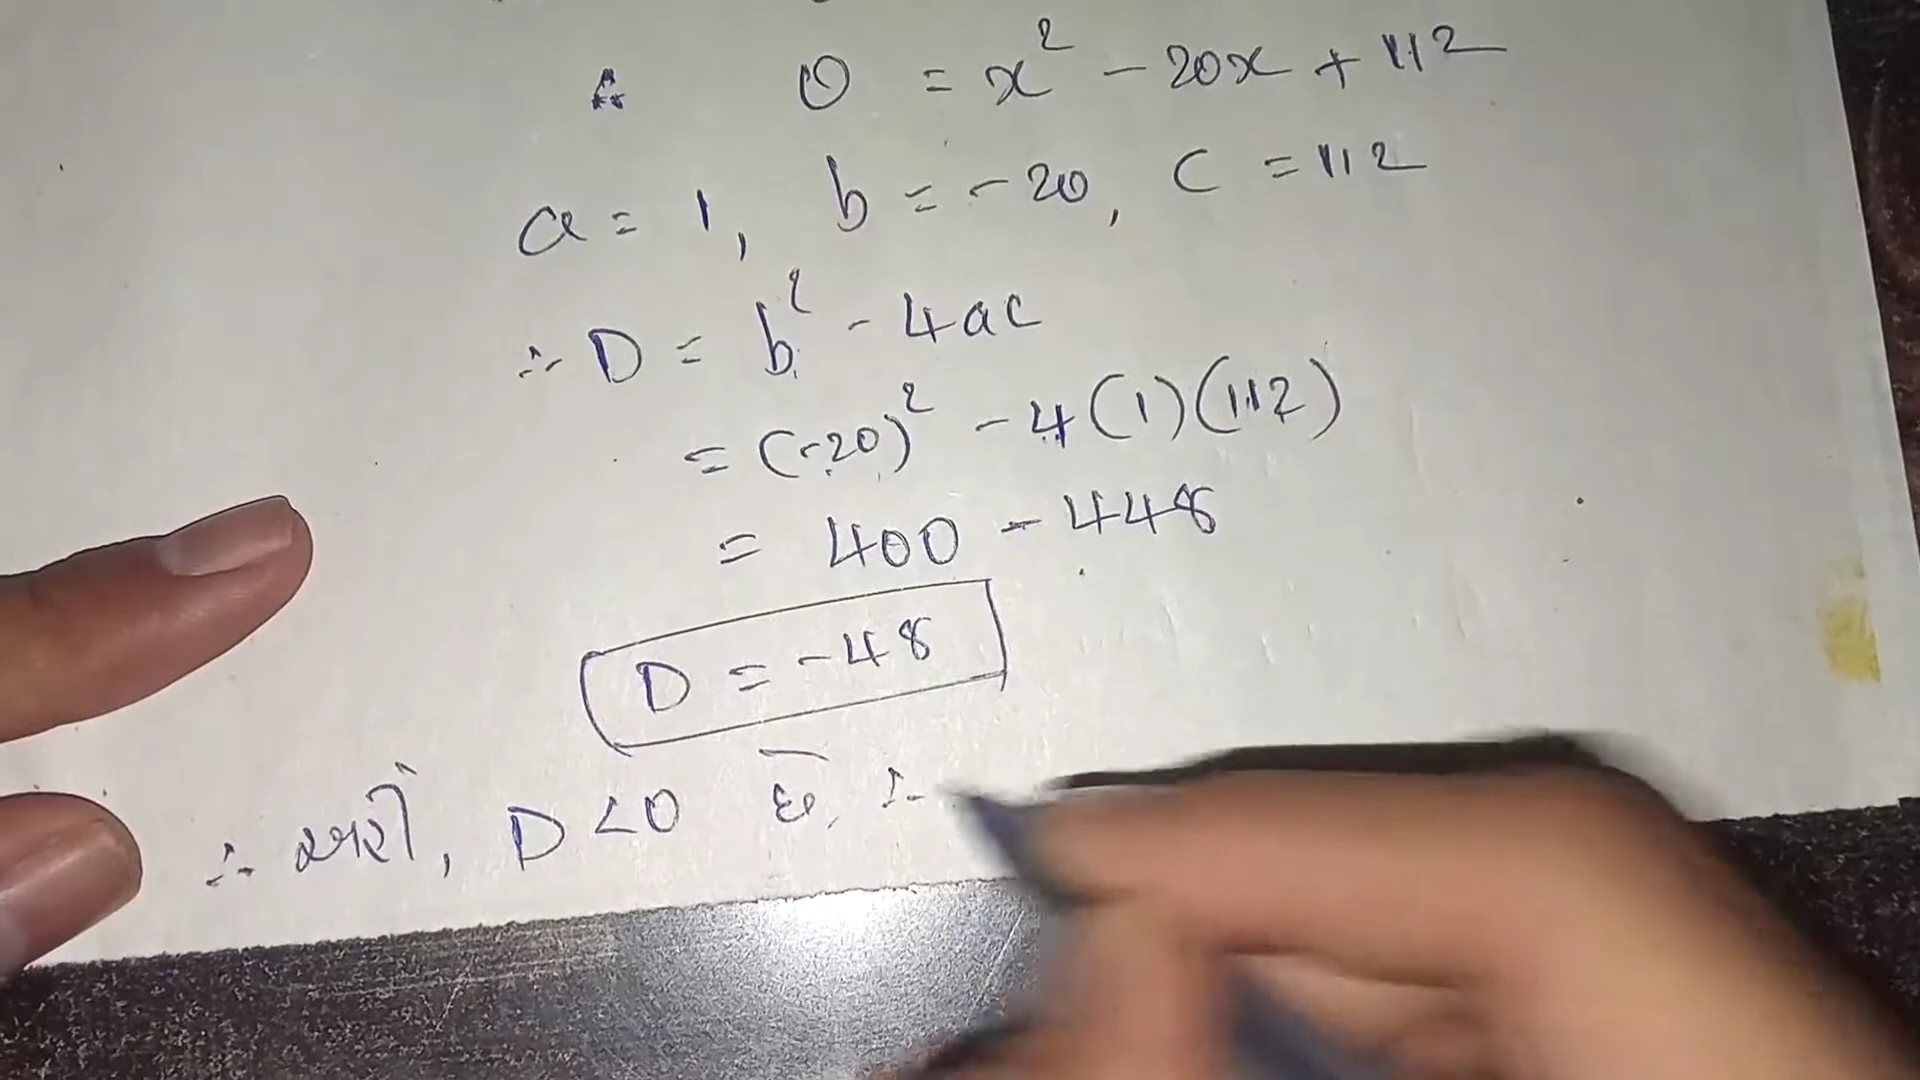 ∴ 0 = x² - 20x + 112
a = 1, b = -20, c = 112
∴ D = b² - 4ac
= (-20)² - 4(1)(112)
= 400 - 448
D = -48
∴ અહીં, D < 0 છે, ∴